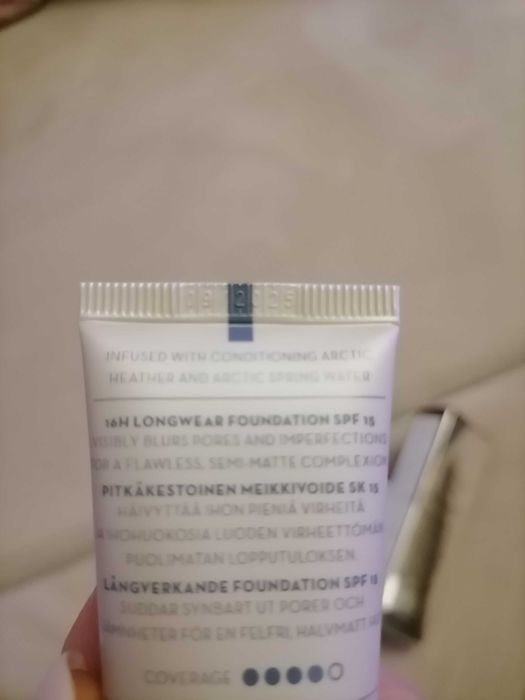 09 2025
INFUSED WITH CONDITIONING ARCTIC
HEATHER AND ARCTIC SPRING WATER
16H LONGWEAR FOUNDATION SPF 15
VISIBLY BLURS PORES AND IMPERFECTIONS
FOR A FLAWLESS, SEMI-MATTE COMPLEXION
PITKÄKESTOINEN MEIKKIVOIDE SK 15
HÄIVYTTÄÄ IHON PIENIÄ VIRHEITÄ
JA IHOHUOKOSIA LUODEN VIRHEETTÖMÄN
PUOLIMATAN LOPPUTULOKSEN.
LÅNGVERKANDE FOUNDATION SPF 15
SUDDAR SYNBART UT PORER OCH
FÖR EN FELFRI, HALVMATT
COVERAGE